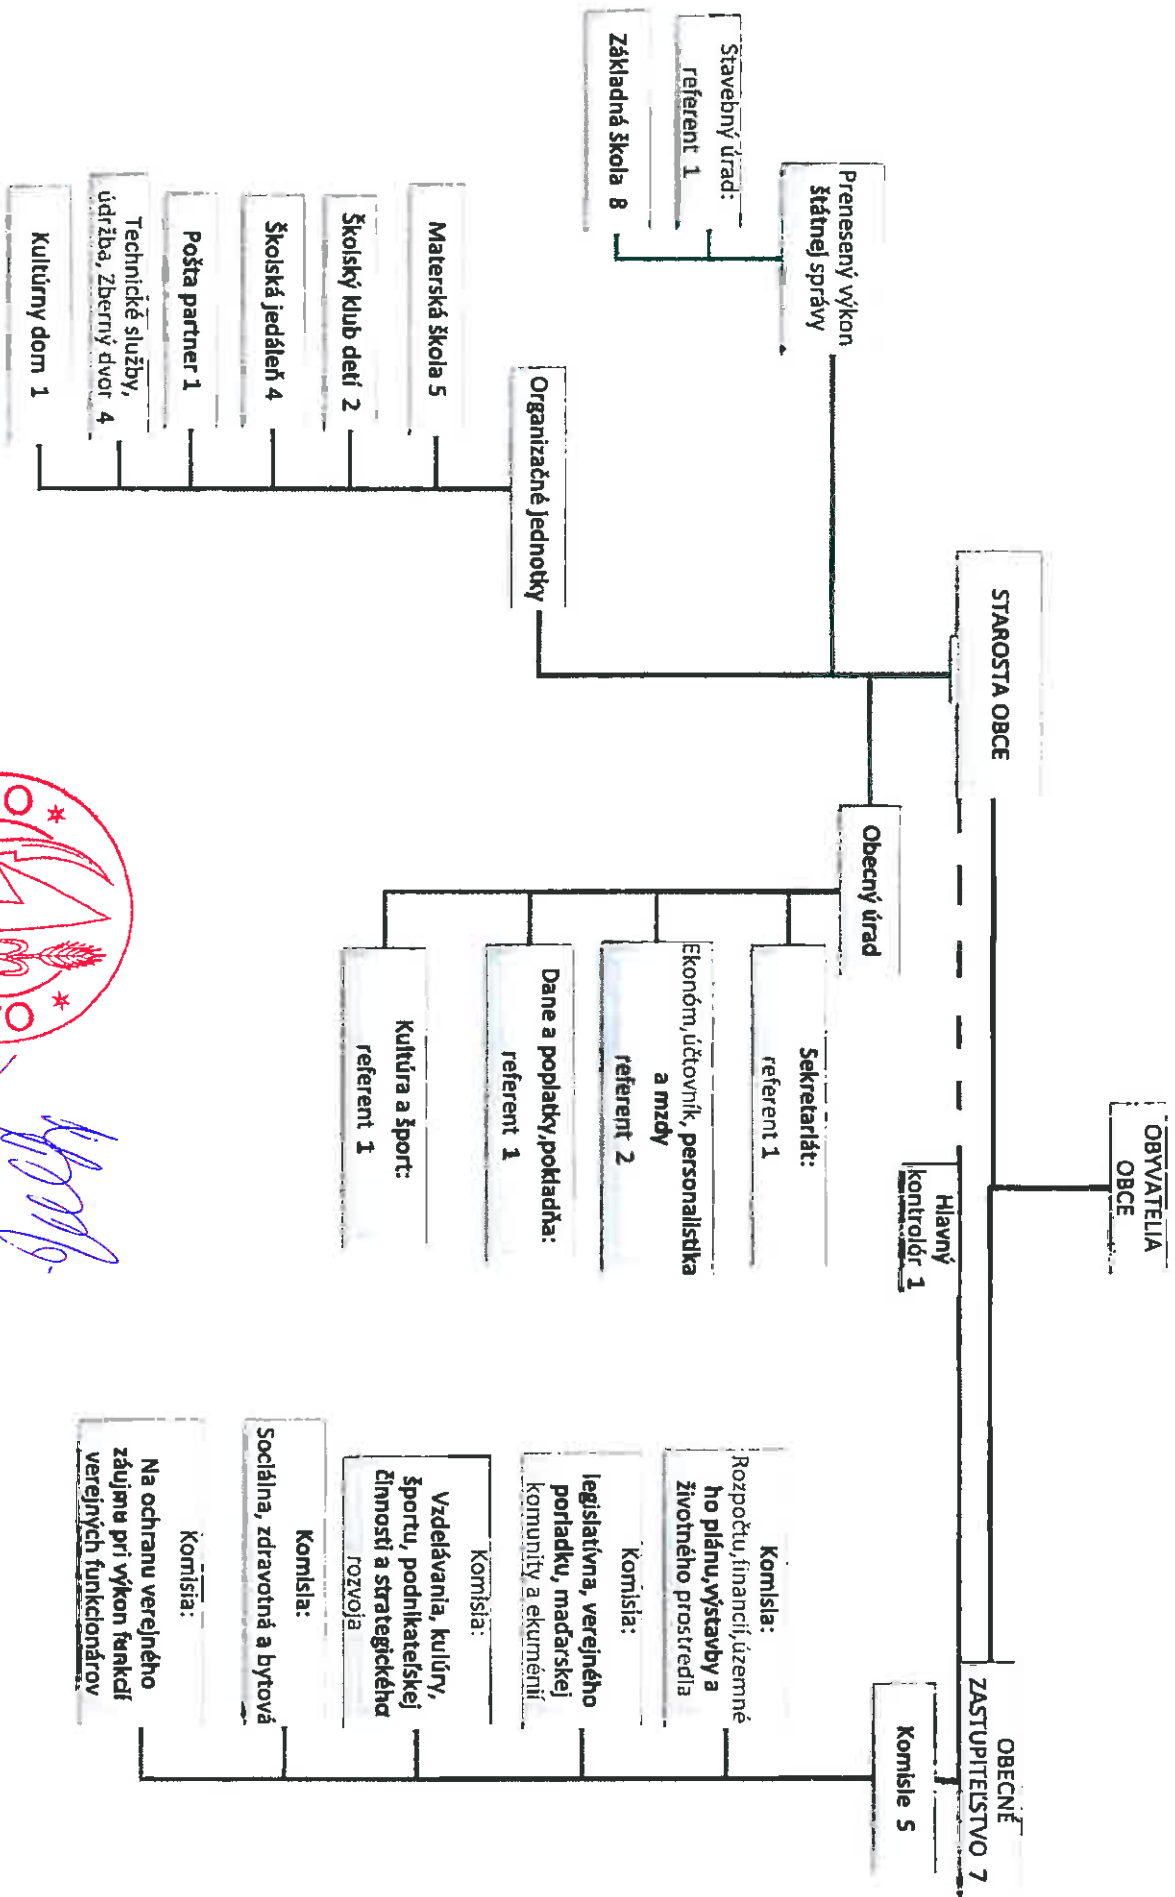 OBYVATELIA
OBCE
STAROSTA OBCE
OBECNÉ
ZASTUPITEĽSTVO 7
Hlavný
kontrolór 1
Komisie 5
Prenesený výkon
štátnej správy
Stavebný úrad:
referent 1
Základná škola 8
Organizačné jednotky
Materská škola 5
Školský klub detí 2
Školská jedáleň 4
Pošta partner 1
Technické služby,
údržba, Zberný dvor 4
Kultúrny dom 1
Obecný úrad
Sekretariát:
referent 1
Ekonóm,účtovník, personalistika
a mzdy
referent 2
Dane a poplatky,pokladňa:
referent 1
Kultúra a šport:
referent 1
Komisia:
Rozpočtu,financií,územné
ho plánu,výstavby a
životného prostredia
Komisia:
legislatívna, verejného
poriadku, maďarskej
komunity a ekuménii
Komisia:
Vzdelávania, kulúry,
športu, podnikateľskej
činnosti a strategického
rozvoja
Komisia:
Sociálna, zdravotná a bytová
Komisia:
Na ochranu verejného
záujmu pri výkon funkcií
verejných funkcionárov